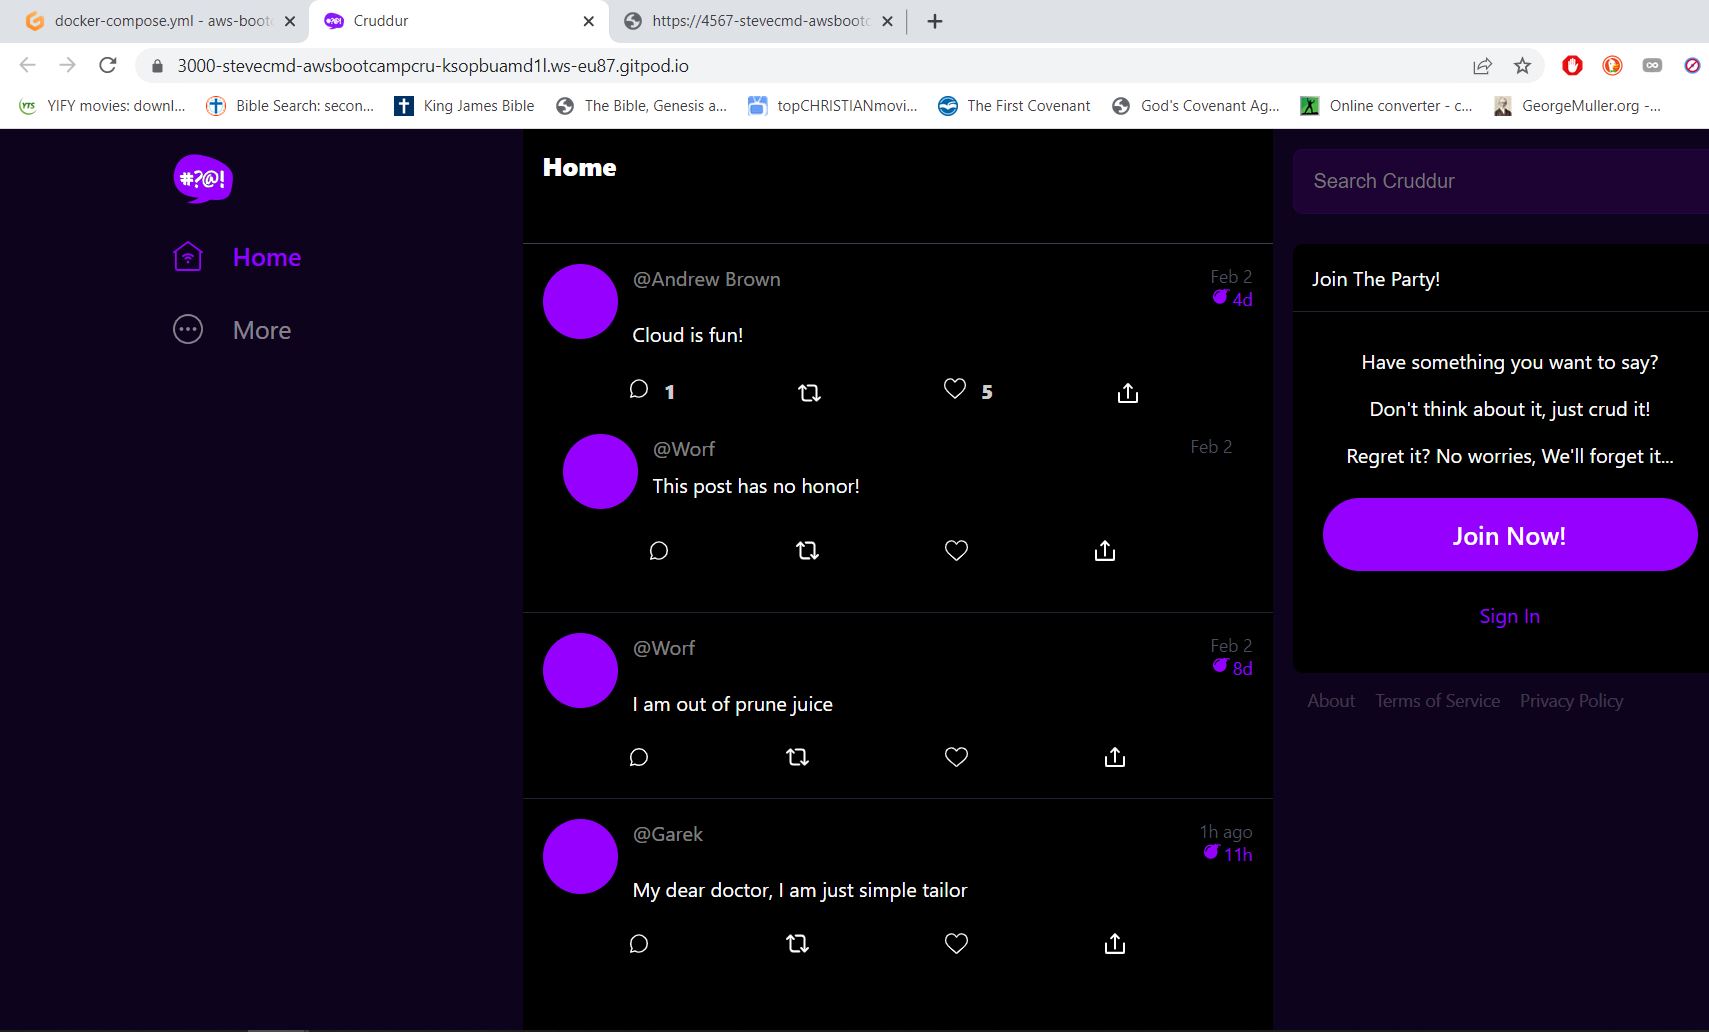 docker-compose.yml - aws-boot
Cruddur
https://4567-stevecmd-awsbootc
3000-stevecmd-awsbootcampcru-ksopbuamd1l.ws-eu87.gitpod.io
YTS YIFY movies: downl... Bible Search: secon... King James Bible The Bible, Genesis a... topCHRISTIANmovi... The First Covenant God's Covenant Ag... Online converter - c... GeorgeMuller.org -...
#?@!
Home
More
Home
@Andrew Brown
Feb 2
4d
Cloud is fun!
1 5
@Worf
Feb 2
This post has no honor!
@Worf
Feb 2
8d
I am out of prune juice
@Garek
1h ago
11h
My dear doctor, I am just simple tailor
Search Cruddur
Join The Party!
Have something you want to say?
Don't think about it, just crud it!
Regret it? No worries, We'll forget it...
Join Now!
Sign In
About Terms of Service Privacy Policy